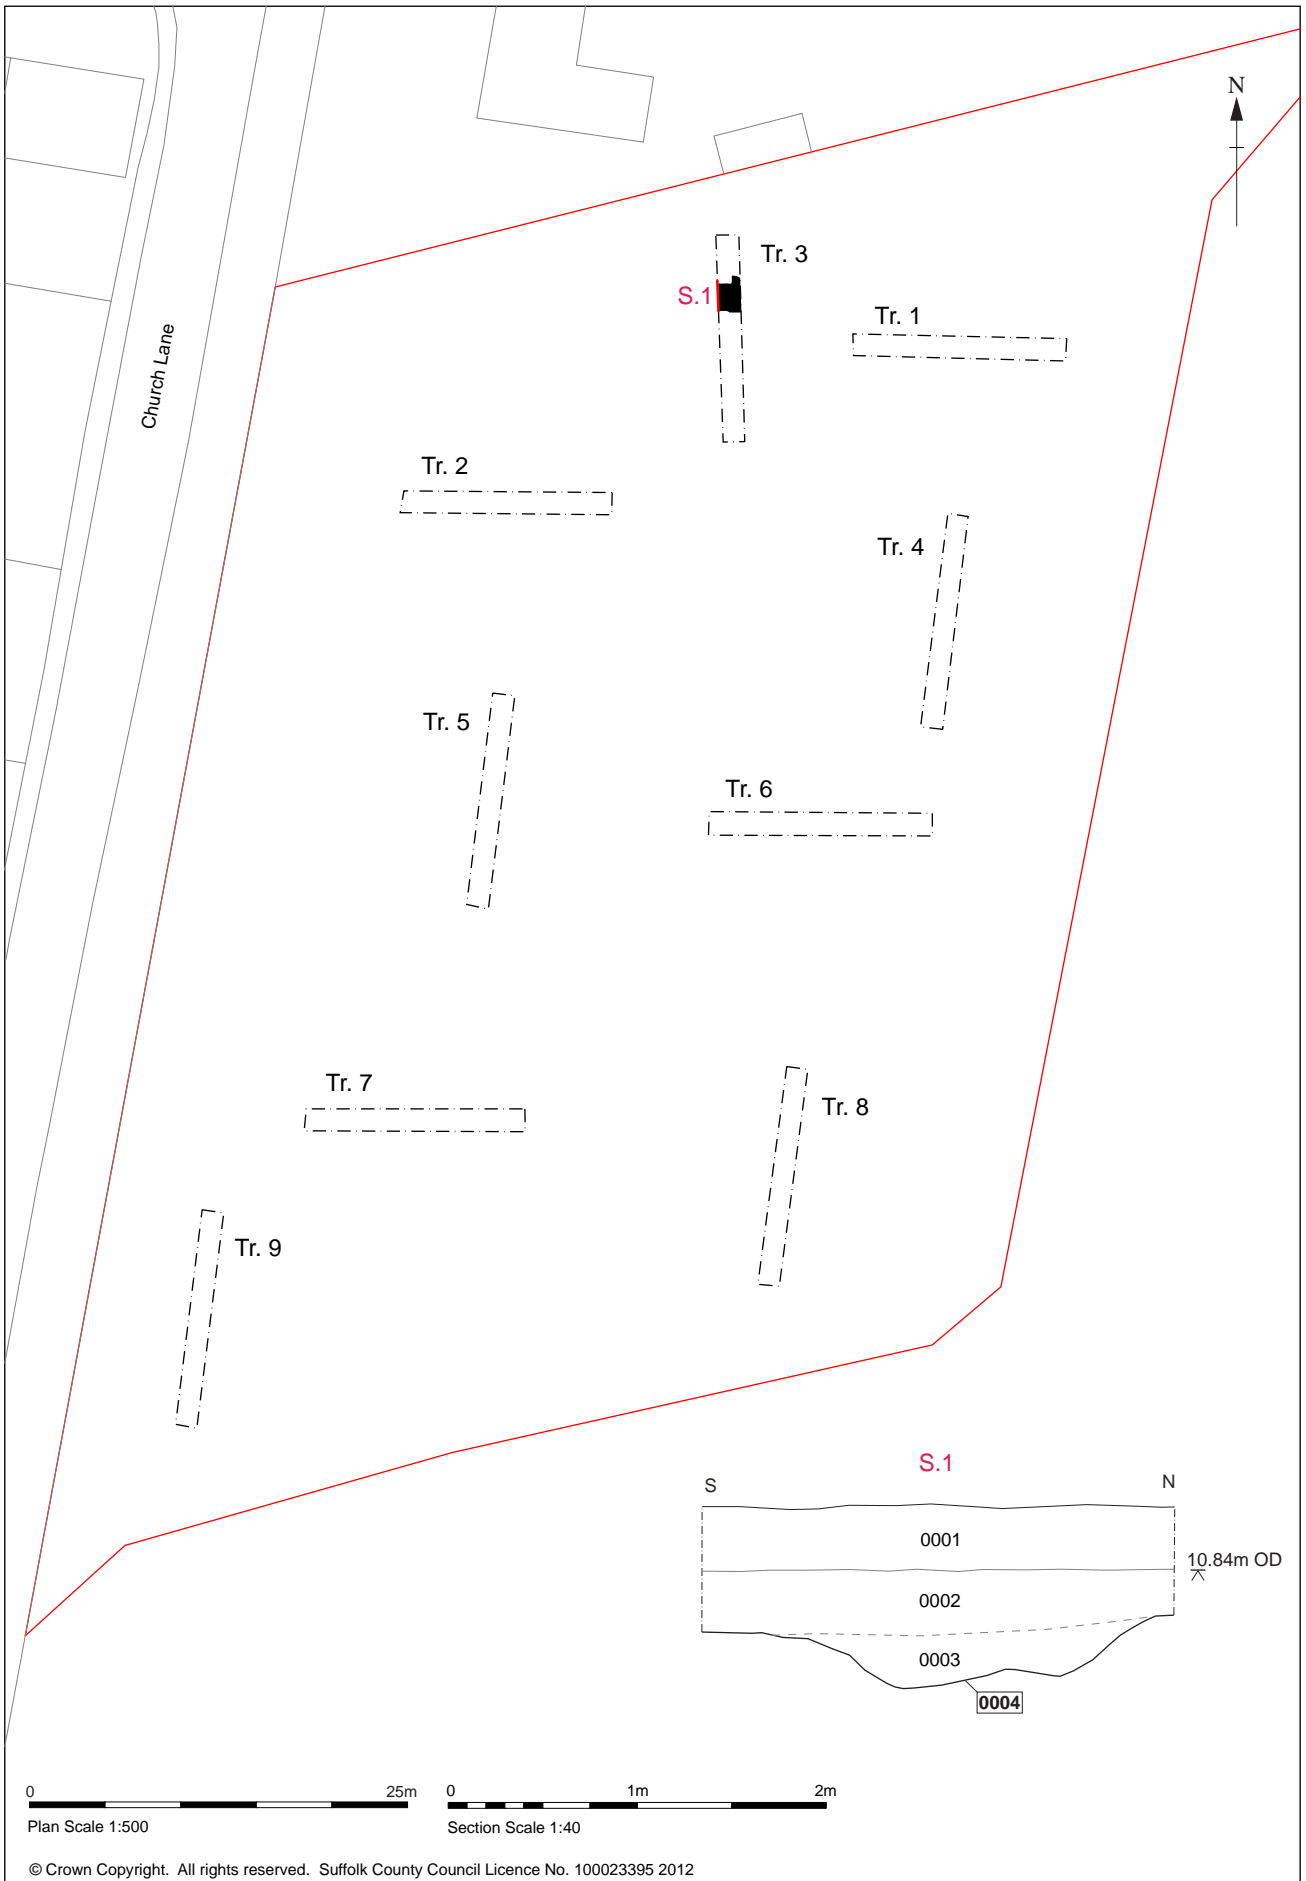 N
Tr. 3
S.1
Tr. 1
Church Lane
Tr. 2
Tr. 4
Tr. 5
Tr. 6
Tr. 7
Tr. 8
Tr. 9
S.1
S
N
0001
10.84m OD
0002
0003
0004
0 25m
Plan Scale 1:500
0 1m 2m
Section Scale 1:40
© Crown Copyright. All rights reserved. Suffolk County Council Licence No. 100023395 2012